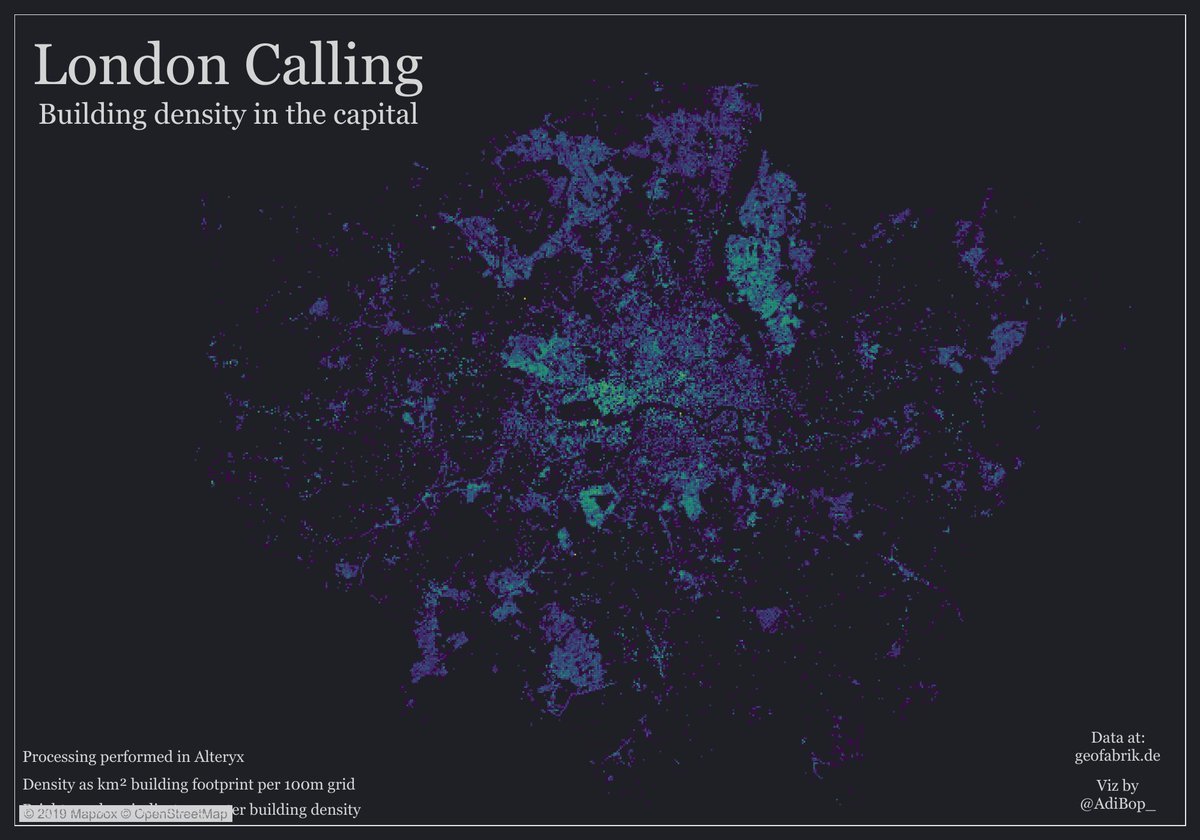 London Calling
Building density in the capital
Processing performed in Alteryx
Density as km² building footprint per 100m grid
er building density
© 2019 Mapbox © OpenStreetMap
Data at:
geofabrik.de
Viz by
@AdiBop_